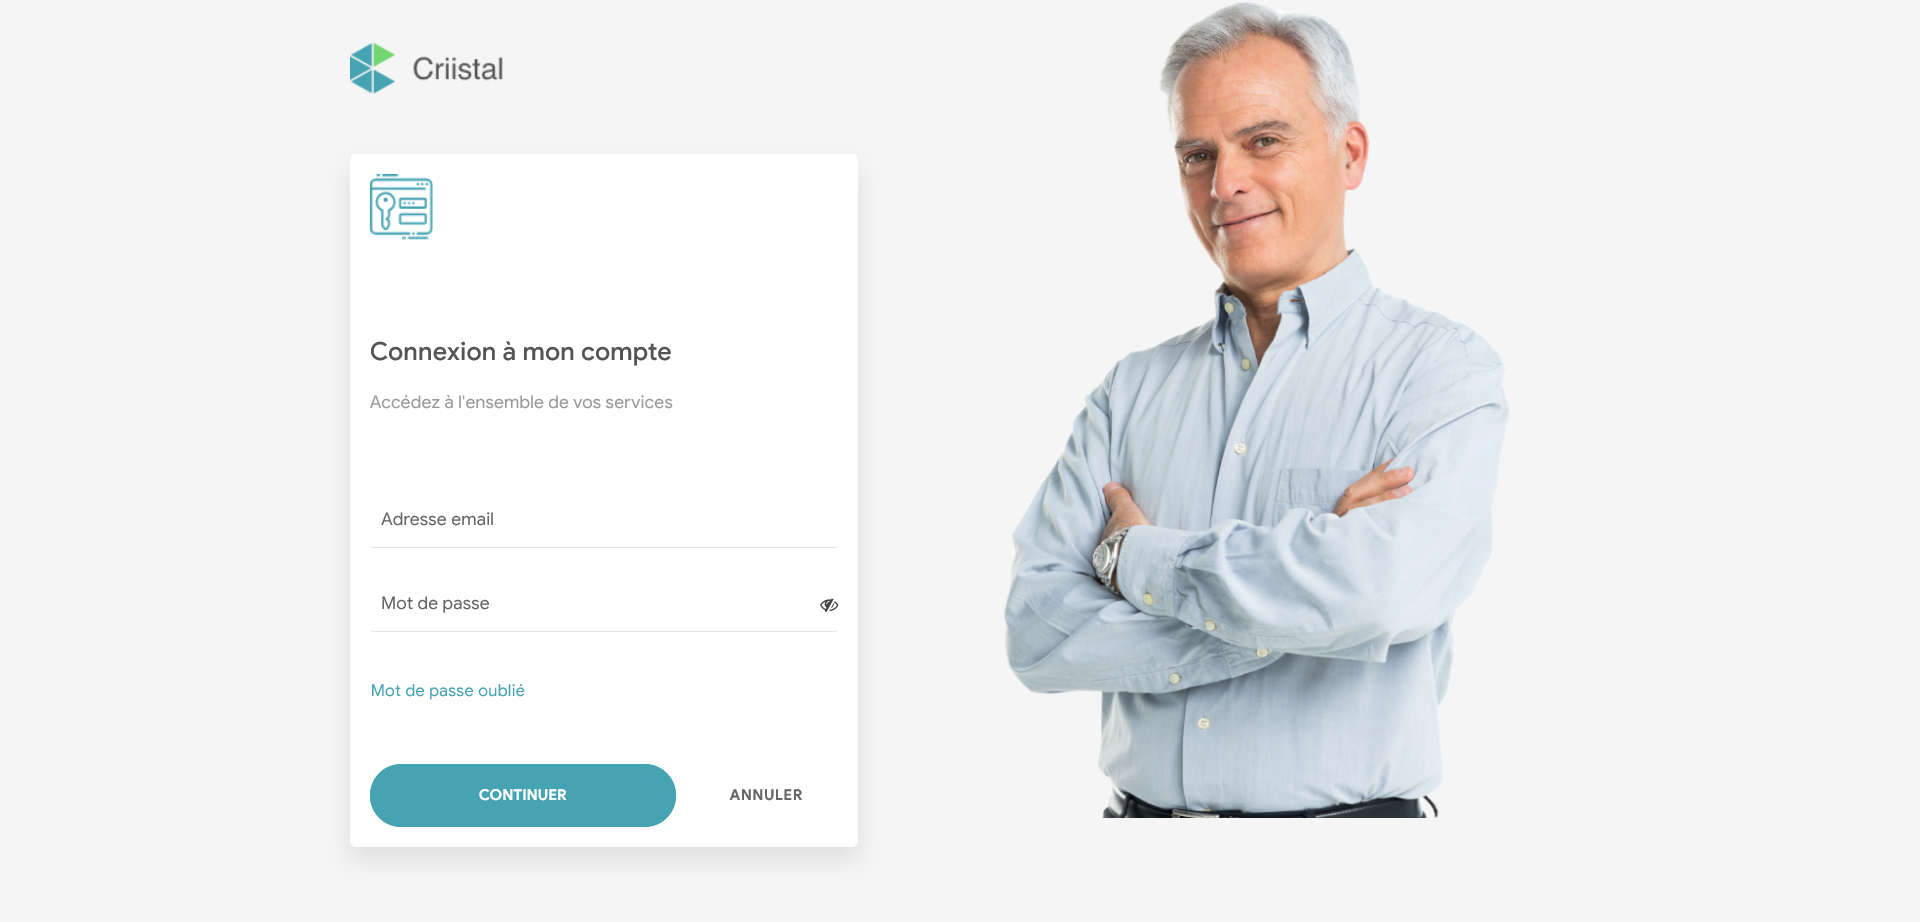 Criistal
Connexion à mon compte
Accédez à l'ensemble de vos services
Adresse email
Mot de passe
Mot de passe oublié
CONTINUER
ANNULER